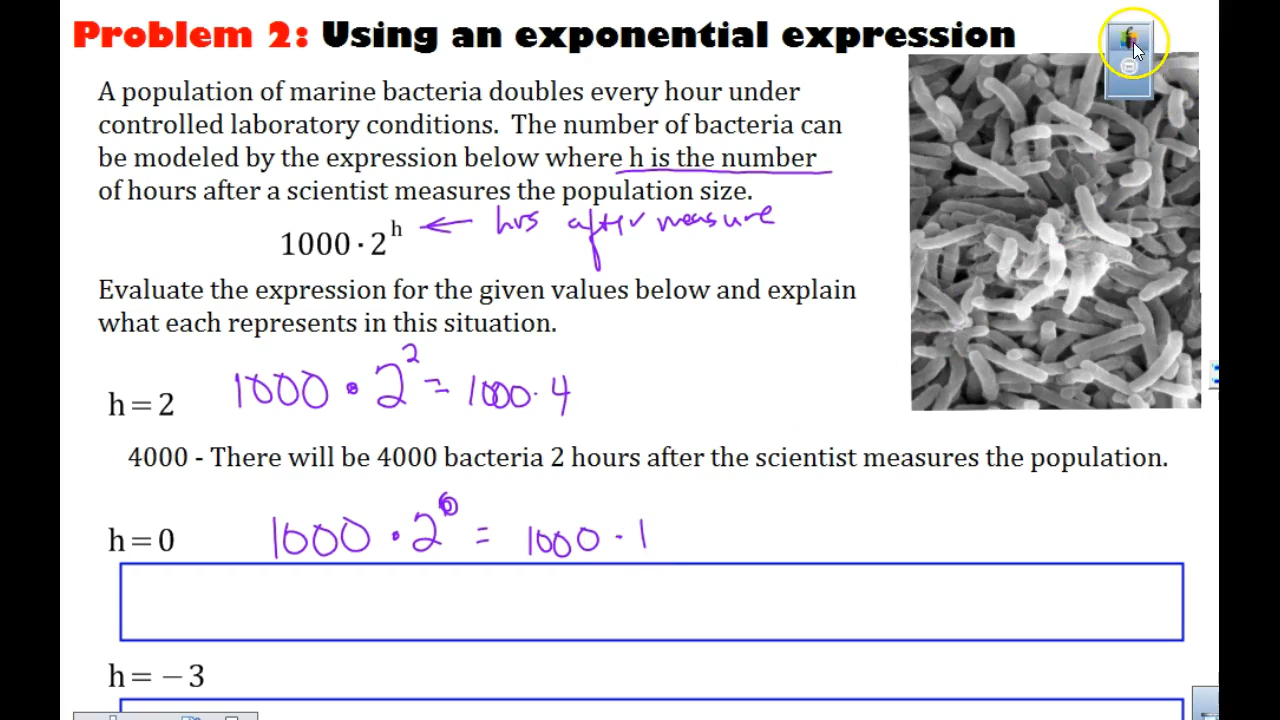 Problem 2: Using an exponential expression
A population of marine bacteria doubles every hour under
controlled laboratory conditions. The number of bacteria can
be modeled by the expression below where h is the number
of hours after a scientist measures the population size.
1000 · 2^h ← hrs after measure
Evaluate the expression for the given values below and explain
what each represents in this situation.
h = 2 1000 · 2^2 = 1000 · 4
4000 - There will be 4000 bacteria 2 hours after the scientist measures the population.
h = 0 1000 · 2^0 = 1000 · 1
h = − 3